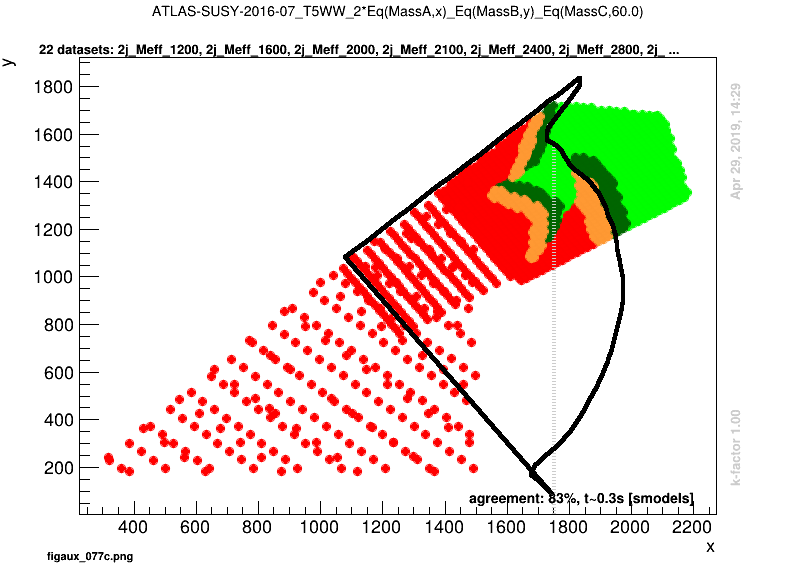 ATLAS-SUSY-2016-07_T5WW_2*Eq(MassA,x)_Eq(MassB,y)_Eq(MassC,60.0)
22 datasets: 2j_Meff_1200, 2j_Meff_1600, 2j_Meff_2000, 2j_Meff_2100, 2j_Meff_2400, 2j_Meff_2800, 2j_ ...
y
1800
1600
1400
1200
1000
800
600
400
200
Apr 29, 2019, 14:29
k-factor 1.00
agreement: 83%, t~0.3s [smodels]
400 600 800 1000 1200 1400 1600 1800 2000 2200
x
figaux_077c.png